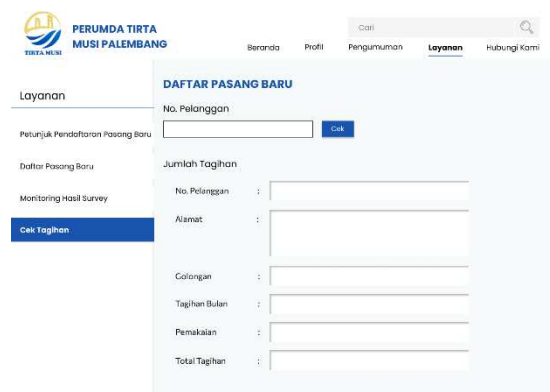 PERUMDA TIRTA
MUSI PALEMBANG
TIRTA MUSI
Cari
Beranda Profil Pengumuman Layanan Hubungi Kami
Layanan
Petunjuk Pendaftaran Pasang Baru
Daftar Pasang Baru
Monitoring Hasil Survey
Cek Tagihan
DAFTAR PASANG BARU
No. Pelanggan
Cek
Jumlah Tagihan
No. Pelanggan :
Alamat :
Golongan :
Tagihan Bulan :
Pemakaian :
Total Tagihan :